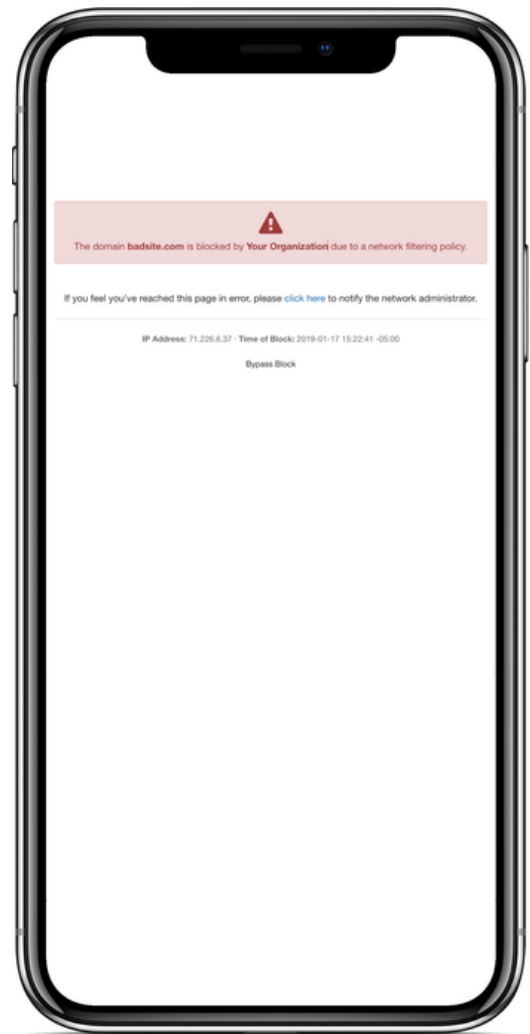 The domain badsite.com is blocked by Your Organization due to a network filtering policy.
If you feel you've reached this page in error, please click here to notify the network administrator.
IP Address: 71.226.6.37 · Time of Block: 2019-01-17 15:22:41 -05:00
Bypass Block